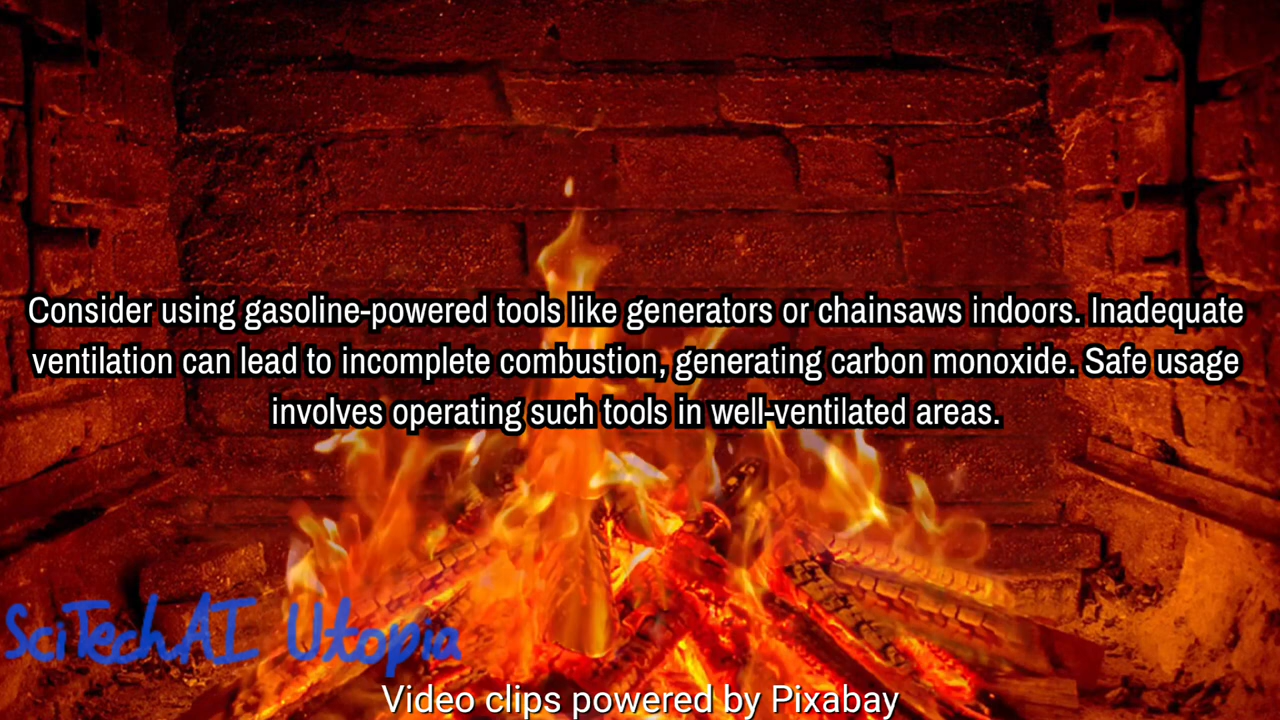 Consider using gasoline-powered tools like generators or chainsaws indoors. Inadequate
ventilation can lead to incomplete combustion, generating carbon monoxide. Safe usage
involves operating such tools in well-ventilated areas.
SciTechAI Utopia
Video clips powered by Pixabay